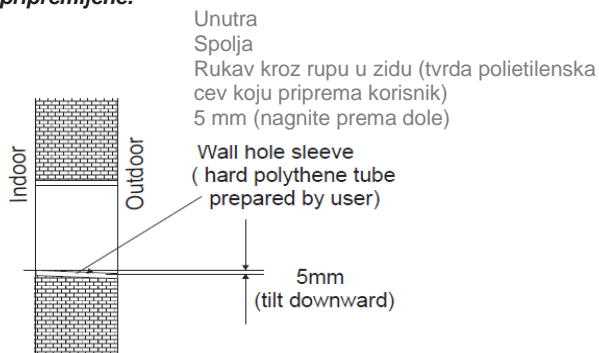 pripremljene.
Unutra
Spolja
Rukav kroz rupu u zidu (tvrda polietilenska
cev koju priprema korisnik)
5 mm (nagnite prema dole)
Indoor
Outdoor
Wall hole sleeve
( hard polythene tube
prepared by user)
5mm
(tilt downward)